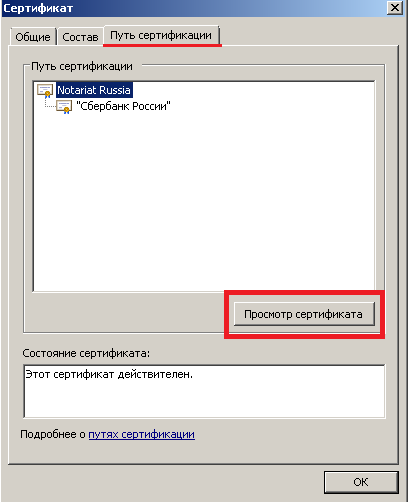 Сертификат
Общие Состав Путь сертификации
Путь сертификации
Notariat Russia
"Сбербанк России"
Просмотр сертификата
Состояние сертификата:
Этот сертификат действителен.
Подробнее о путях сертификации
ОК